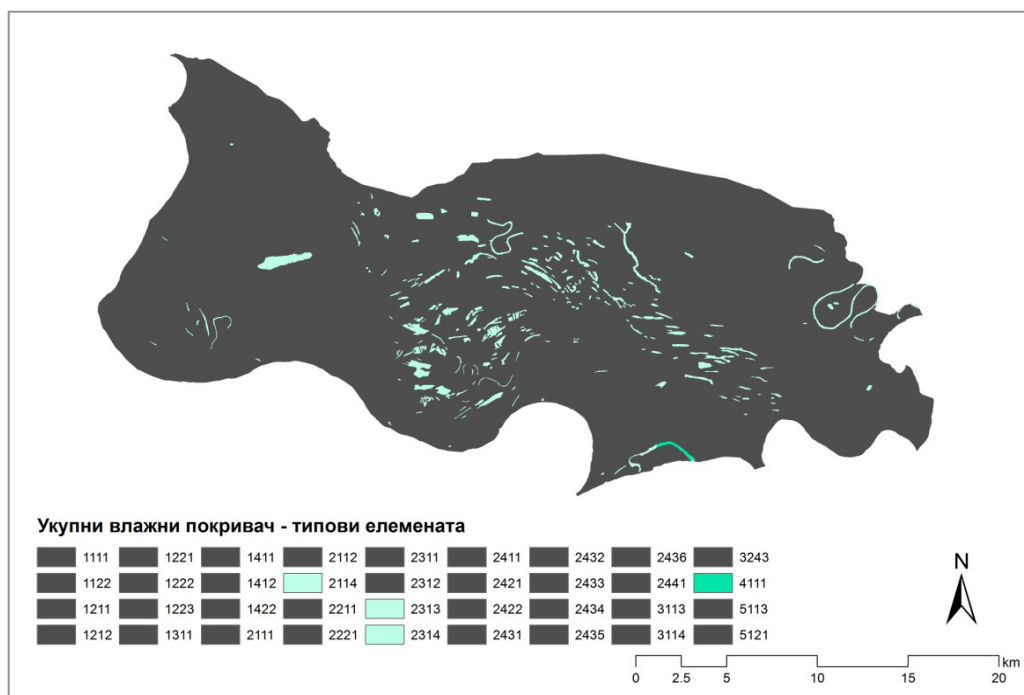 Укупни влажни покривач - типови елемената
1111 1221 1411 2112 2311 2411 2432 2436 3243
1122 1222 1412 2114 2312 2421 2433 2441 4111
1211 1223 1422 2211 2313 2422 2434 3113 5113
1212 1311 2111 2221 2314 2431 2435 3114 5121
N
km
0 2.5 5 10 15 20